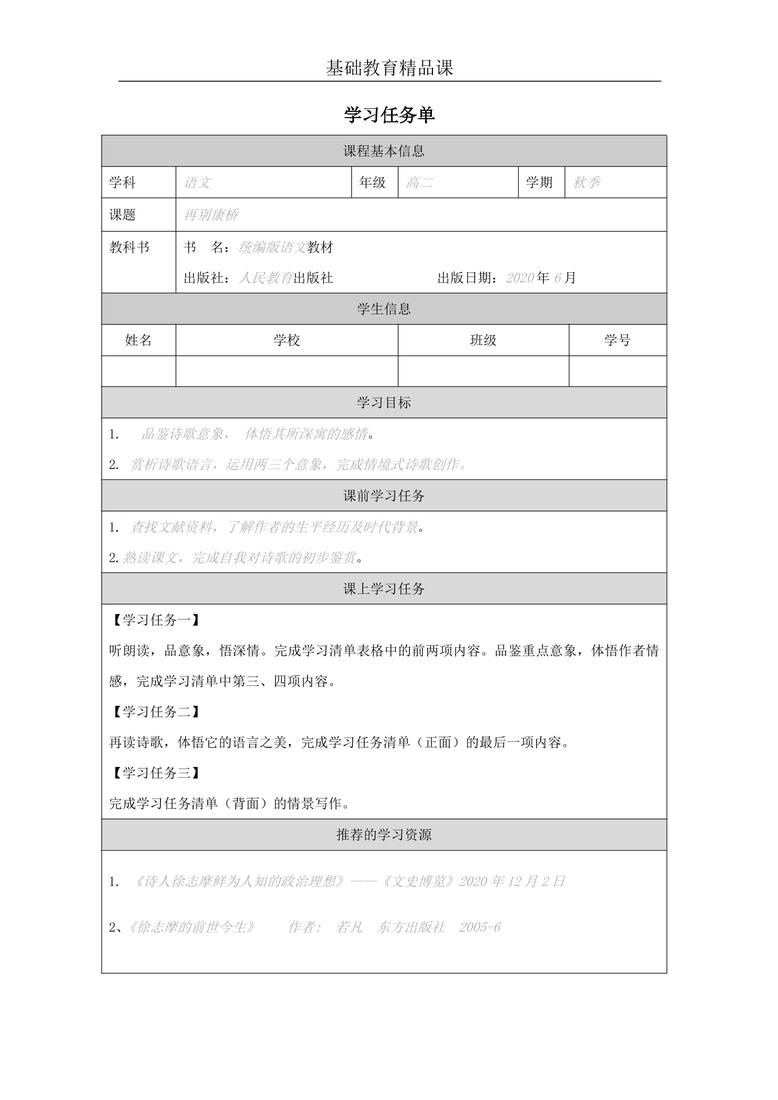 基础教育精品课
学习任务单
课程基本信息
学科 语文 年级 高二 学期 秋季
课题 再别康桥
教科书 书 名：统编版语文教材
出版社：人民教育出版社 出版日期：2020年6月
学生信息
姓名 学校 班级 学号
学习目标
1. 品鉴诗歌意象， 体悟其所深寓的感情。
2. 赏析诗歌语言，运用两三个意象，完成情境式诗歌创作。
课前学习任务
1. 查找文献资料，了解作者的生平经历及时代背景。
2.熟读课文，完成自我对诗歌的初步鉴赏。
课上学习任务
【学习任务一】
听朗读，品意象，悟深情。完成学习清单表格中的前两项内容。品鉴重点意象，体悟作者情
感，完成学习清单中第三、四项内容。
【学习任务二】
再读诗歌，体悟它的语言之美，完成学习任务清单（正面）的最后一项内容。
【学习任务三】
完成学习任务清单（背面）的情景写作。
推荐的学习资源
1. 《诗人徐志摩鲜为人知的政治理想》——《文史博览》2020年12月2日
2、《徐志摩的前世今生》 作者： 若凡 东方出版社 2005-6